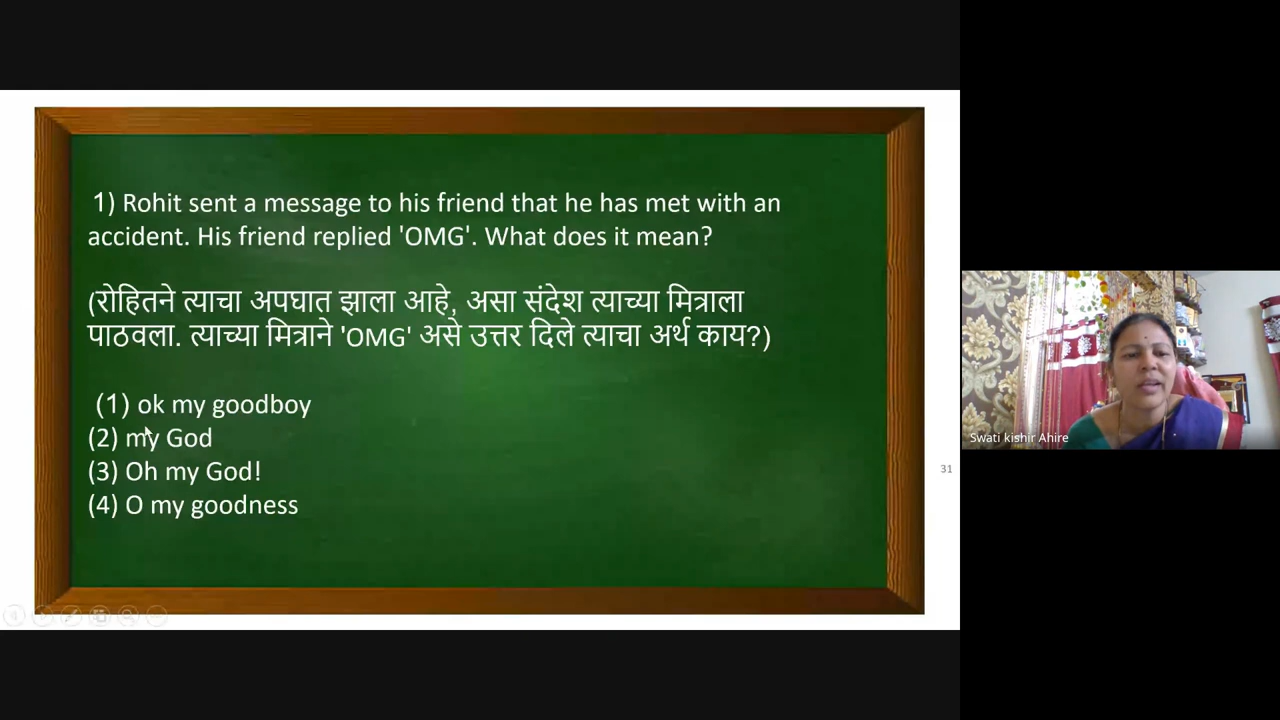 1) Rohit sent a message to his friend that he has met with an
accident. His friend replied 'OMG'. What does it mean?
(रोहितने त्याचा अपघात झाला आहे, असा संदेश त्याच्या मित्राला
पाठवला. त्याच्या मित्राने 'OMG' असे उत्तर दिले त्याचा अर्थ काय?)
(1) ok my goodboy
(2) my God
(3) Oh my God!
(4) O my goodness
31
Swati kishir Ahire